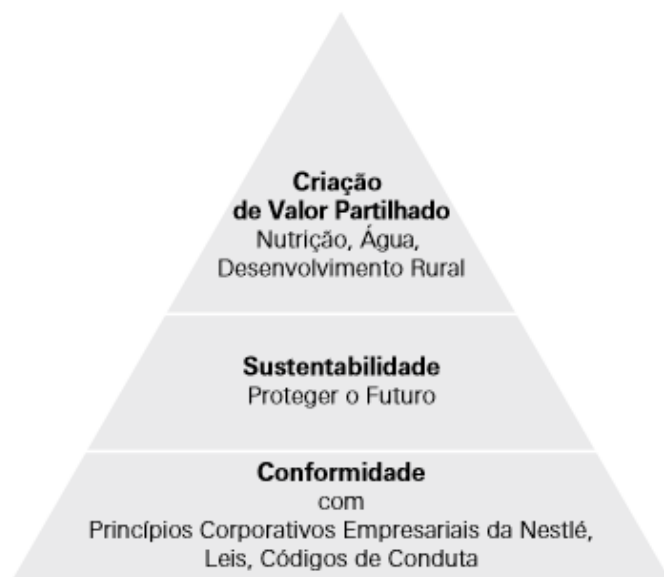 Criação
de Valor Partilhado
Nutrição, Água,
Desenvolvimento Rural
Sustentabilidade
Proteger o Futuro
Conformidade
com
Princípios Corporativos Empresariais da Nestlé,
Leis, Códigos de Conduta